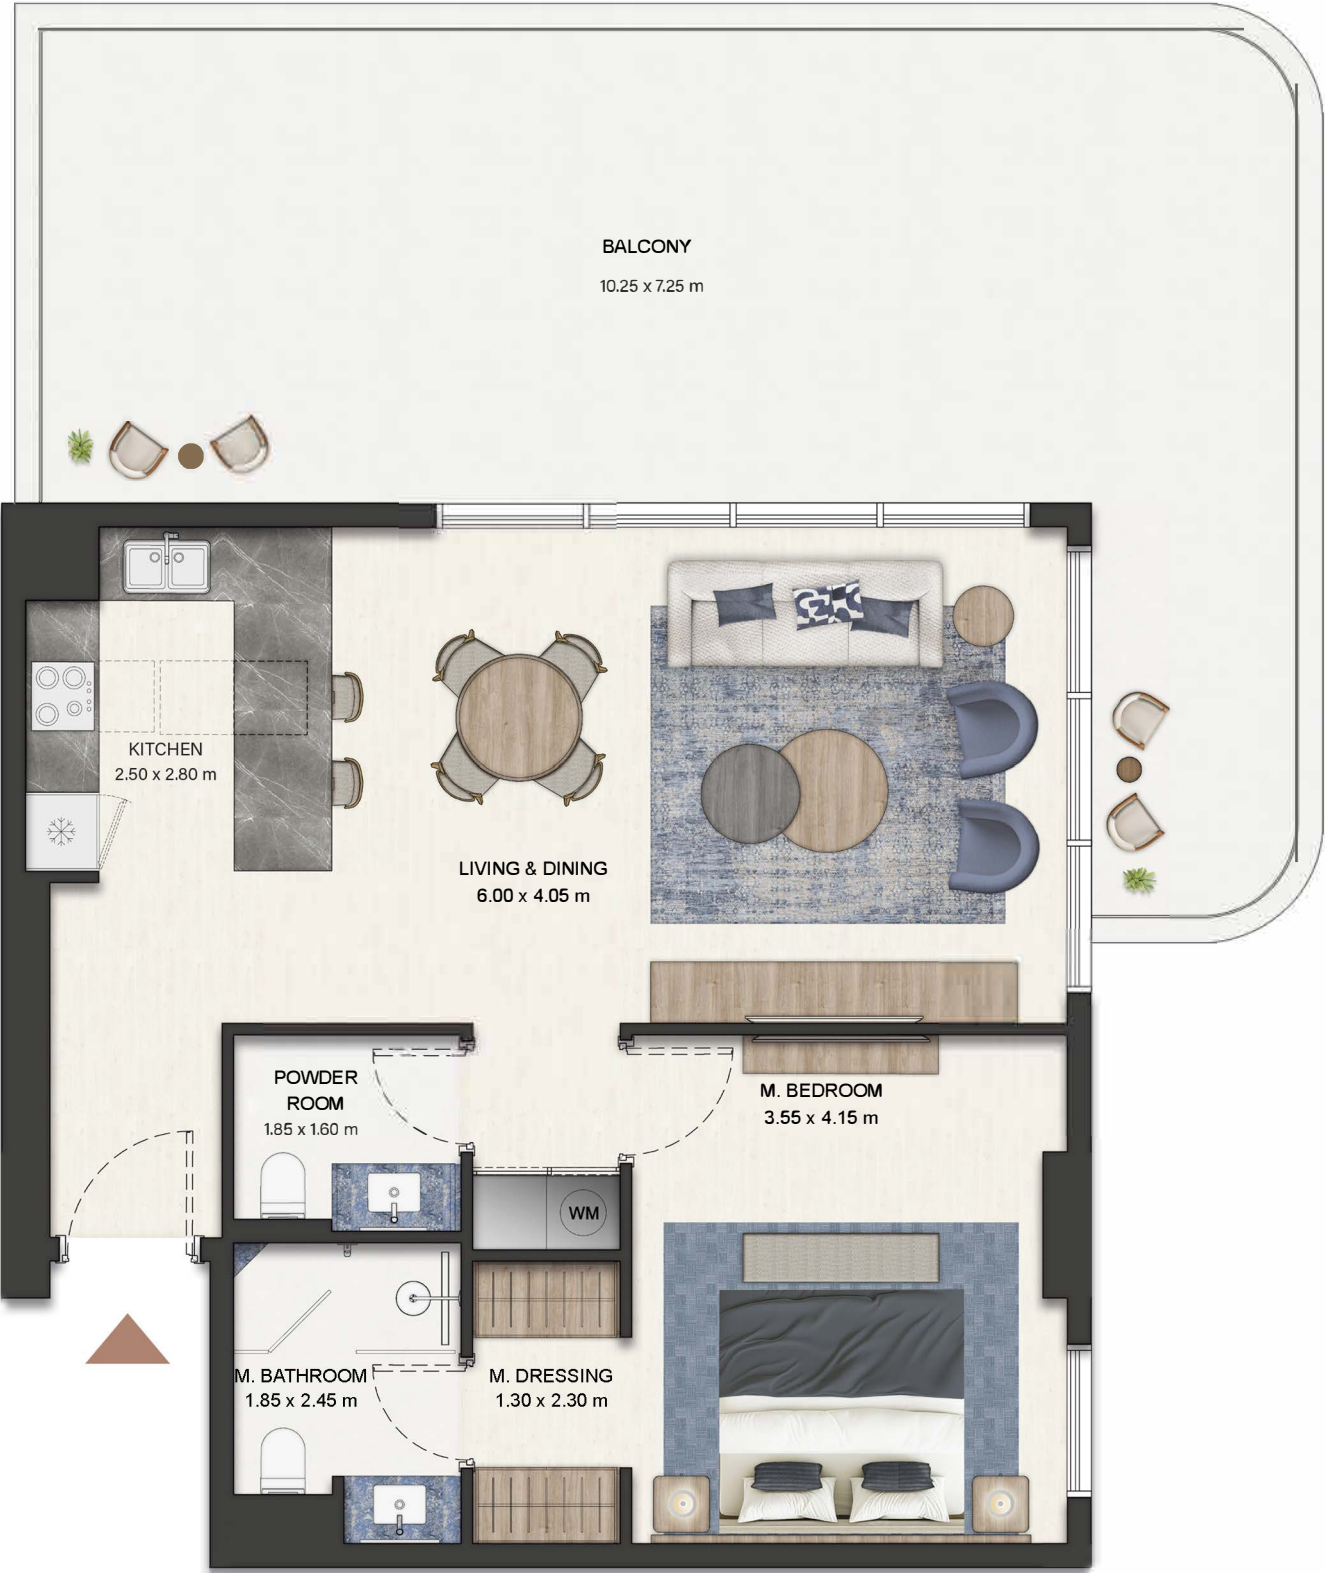 BALCONY
10.25 x 7.25 m
KITCHEN
2.50 x 2.80 m
LIVING & DINING
6.00 x 4.05 m
POWDER
ROOM
1.85 x 1.60 m
M. BEDROOM
3.55 x 4.15 m
WM
M. BATHROOM
1.85 x 2.45 m
M. DRESSING
1.30 x 2.30 m